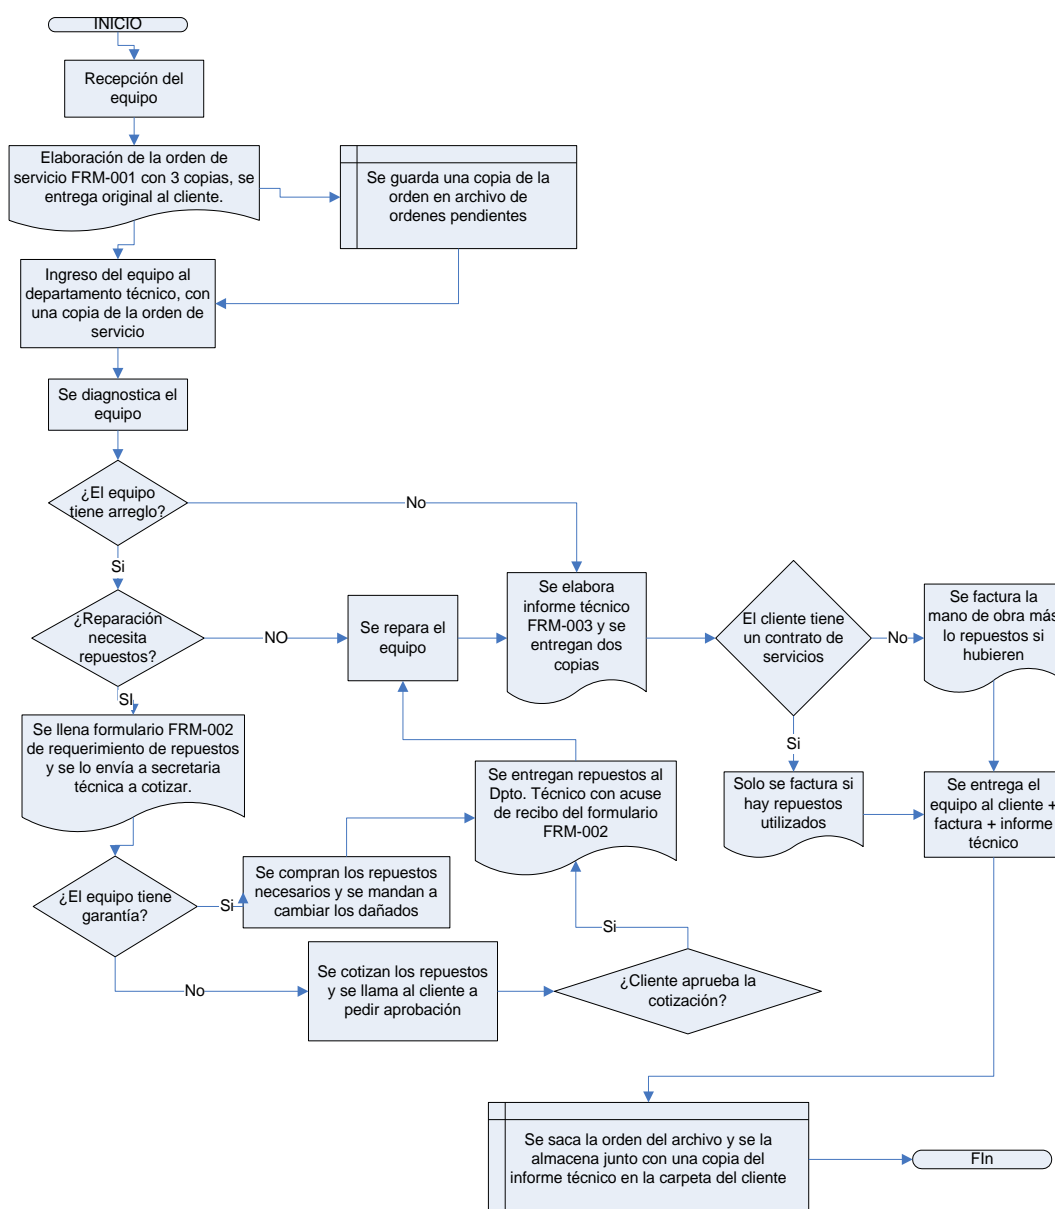 INICIO
Recepción del
equipo
Elaboración de la orden de
servicio FRM-001 con 3 copias, se
entrega original al cliente.
Se guarda una copia de la
orden en archivo de
ordenes pendientes
Ingreso del equipo al
departamento técnico, con
una copia de la orden de
servicio
Se diagnostica el
equipo
¿El equipo
tiene arreglo?
No
Si
¿Reparación
necesita
repuestos?
NO
Se repara el
equipo
Se elabora
informe técnico
FRM-003 y se
entregan dos
copias
El cliente tiene
un contrato de
servicios
No
Se factura la
mano de obra más
lo repuestos si
hubieren
SI
Si
Se llena formulario FRM-002
de requerimiento de repuestos
y se lo envía a secretaria
técnica a cotizar.
Se entregan repuestos al
Dpto. Técnico con acuse
de recibo del formulario
FRM-002
Solo se factura si
hay repuestos
utilizados
Se entrega el
equipo al cliente +
factura + informe
técnico
¿El equipo tiene
garantía?
Si
Se compran los repuestos
necesarios y se mandan a
cambiar los dañados
Si
No
Se cotizan los repuestos
y se llama al cliente a
pedir aprobación
¿Cliente aprueba la
cotización?
Se saca la orden del archivo y se la
almacena junto con una copia del
informe técnico en la carpeta del cliente
FIn